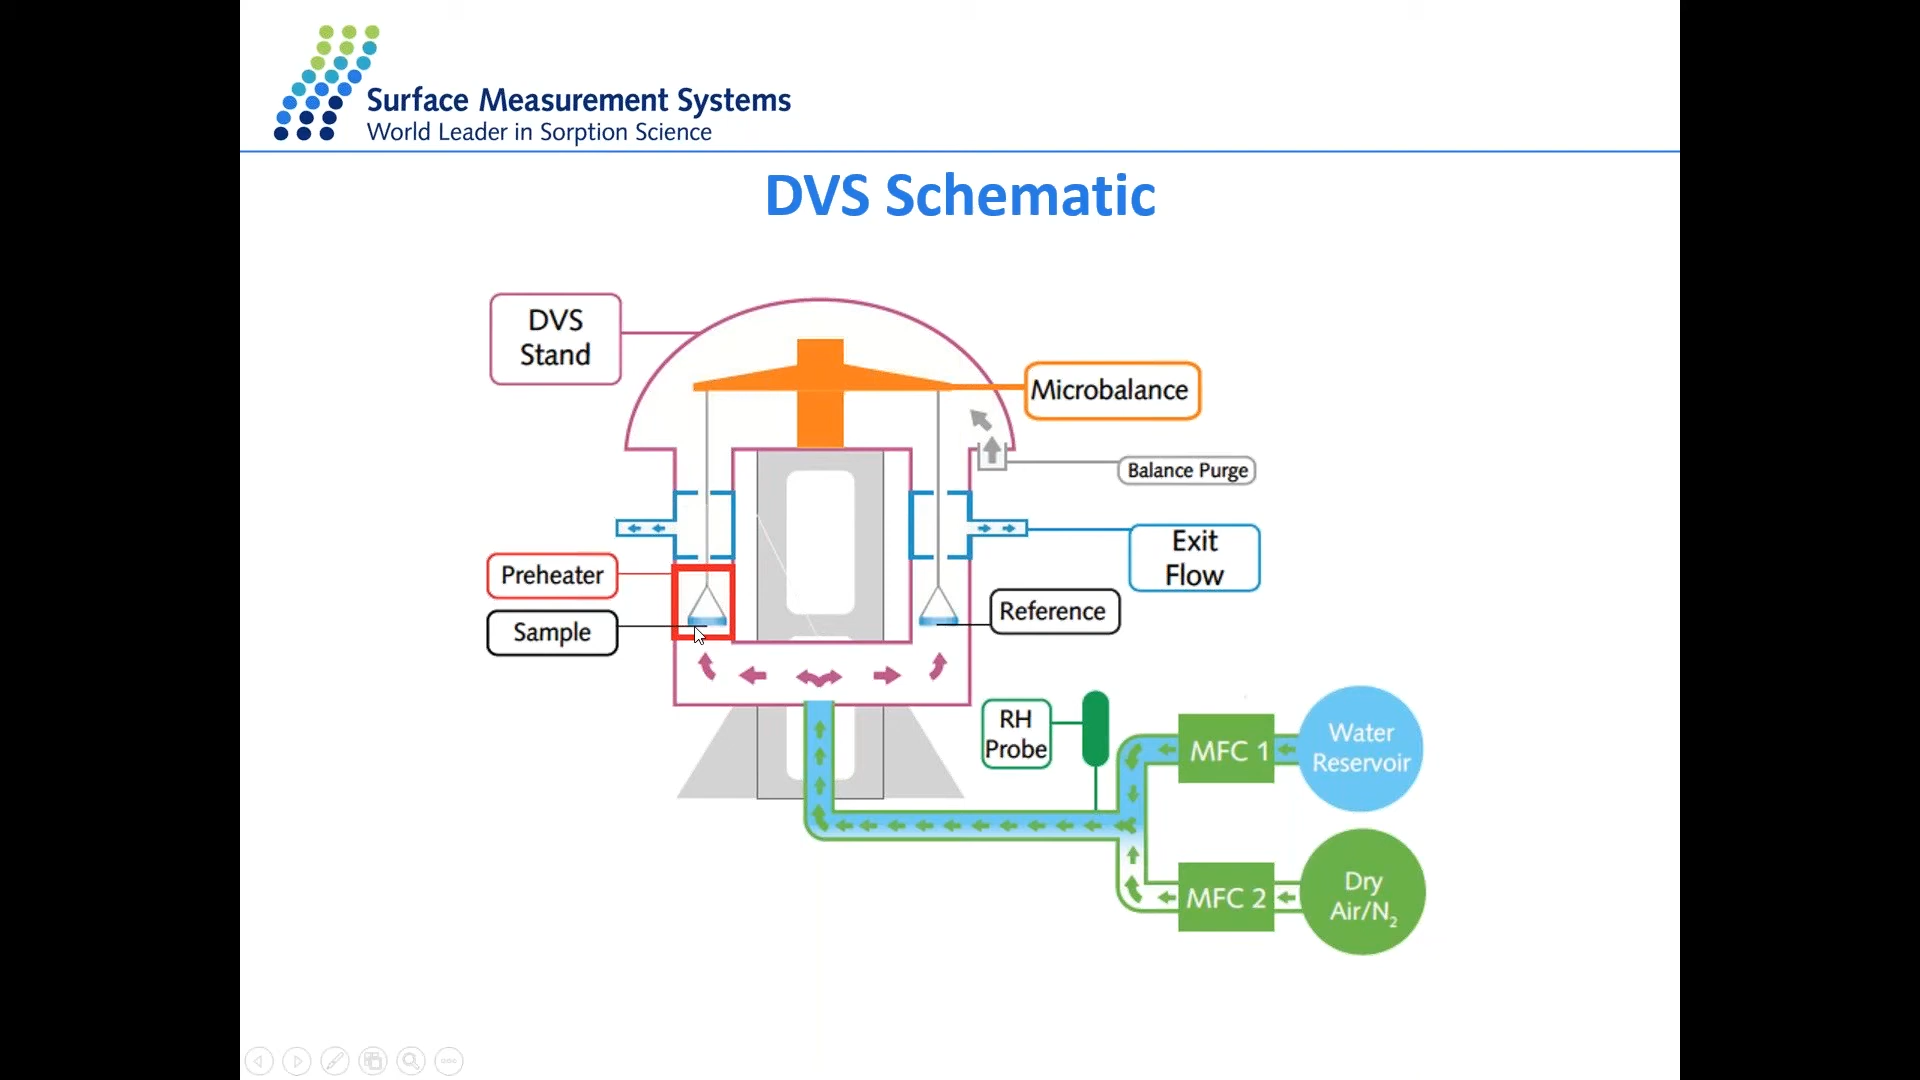 Surface Measurement Systems
World Leader in Sorption Science
DVS Schematic
DVS
Stand
Microbalance
Balance Purge
Exit
Flow
Preheater
Sample
Reference
RH
Probe
MFC 1
Water
Reservoir
MFC 2
Dry
Air/N₂